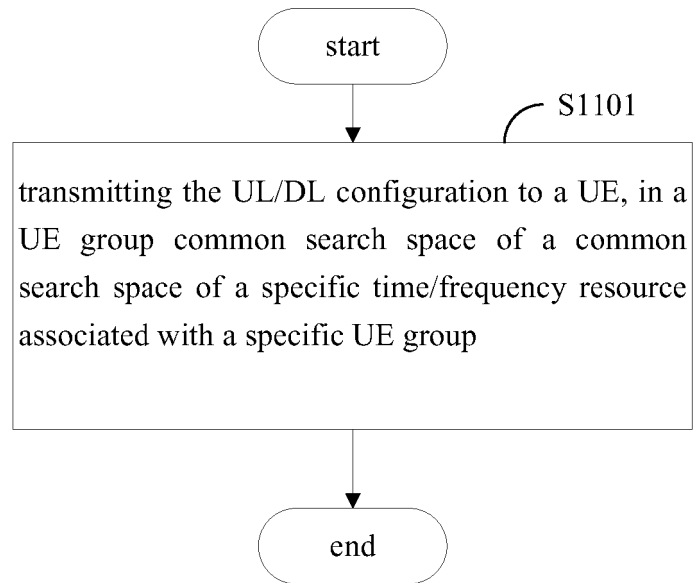 start
S1101
transmitting the UL/DL configuration to a UE, in a
UE group common search space of a common
search space of a specific time/frequency resource
associated with a specific UE group
end